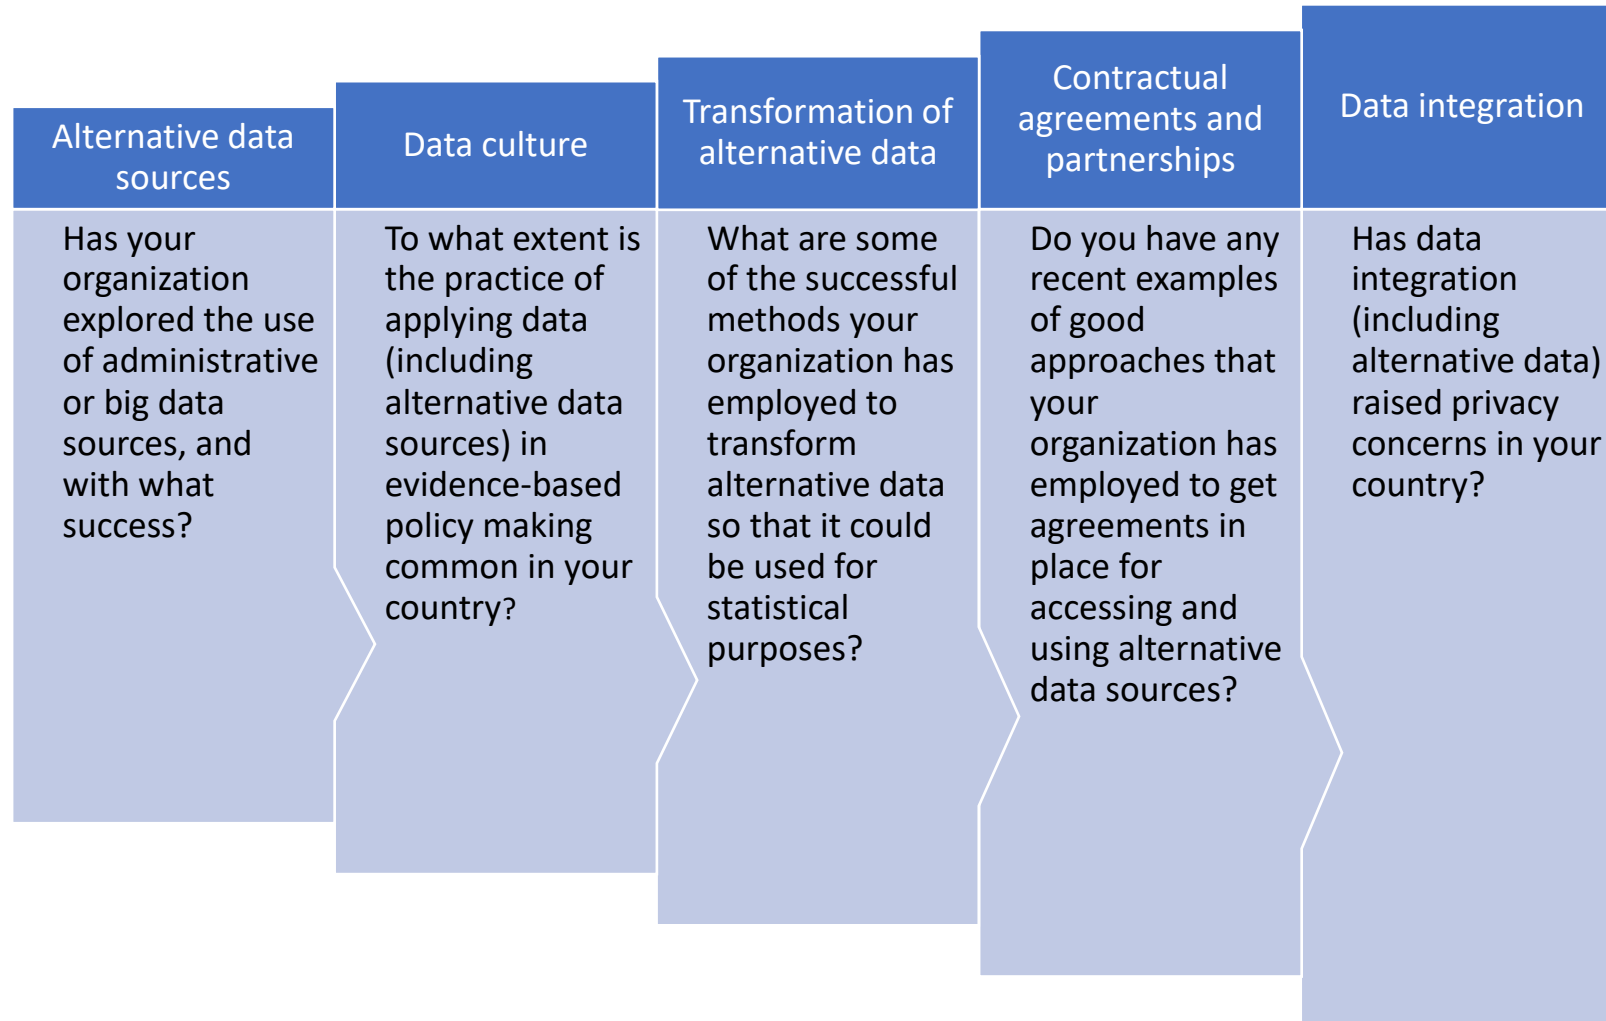 Alternative data
sources
Has your
organization
explored the use
of administrative
or big data
sources, and
with what
success?
Data culture
To what extent is
the practice of
applying data
(including
alternative data
sources) in
evidence-based
policy making
common in your
country?
Transformation of
alternative data
What are some
of the successful
methods your
organization has
employed to
transform
alternative data
so that it could
be used for
statistical
purposes?
Contractual
agreements and
partnerships
Do you have any
recent examples
of good
approaches that
your
organization has
employed to get
agreements in
place for
accessing and
using alternative
data sources?
Data integration
Has data
integration
(including
alternative data)
raised privacy
concerns in your
country?